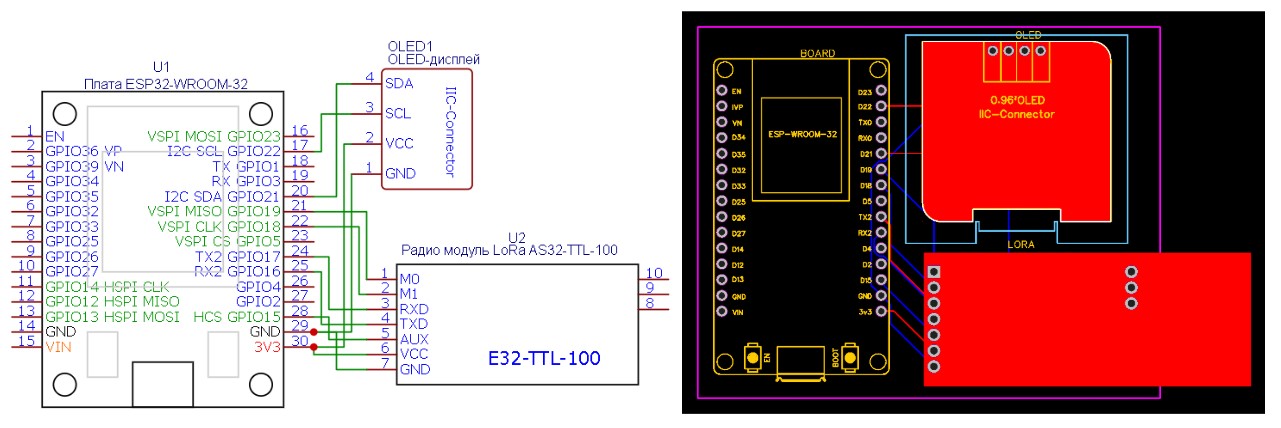 U1
Плата ESP32-WROOM-32
1 EN
2 GPIO36 VP
3 GPIO39 VN
4 GPIO34
5 GPIO35
6 GPIO32
7 GPIO33
8 GPIO25
9 GPIO26
10 GPIO27
11 GPIO14 HSPI CLK
12 GPIO12 HSPI MISO
13 GPIO13 HSPI MOSI
14 GND
15 VIN
VSPI MOSI GPIO23 16
I2C SCL GPIO22 17
TX GPIO1 18
RX GPIO3 19
I2C SDA GPIO21 20
VSPI MISO GPIO19 21
VSPI CLK GPIO18 22
VSPI CS GPIO5 23
TX2 GPIO17 24
RX2 GPIO16 25
GPIO4 26
GPIO2 27
HCS GPIO15 28
GND 29
3V3 30
OLED1
OLED-дисплей
4 SDA
3 SCL
2 VCC
1 GND
IIC-Connector
U2
Радио модуль LoRa AS32-TTL-100
1 M0
2 M1
3 RXD
4 TXD
5 AUX
6 VCC
7 GND
10
9
8
E32-TTL-100
BOARD
EN
IVP
VN
D34
D35
D32
D33
D25
D26
D27
D14
D12
D13
GND
VIN
ESP-WROOM-32
D23
D22
TX0
RX0
D21
D19
D18
D5
TX2
RX2
D4
D2
D15
GND
3v3
EN
BOOT
OLED
0.96"OLED
IIC-Connector
LORA